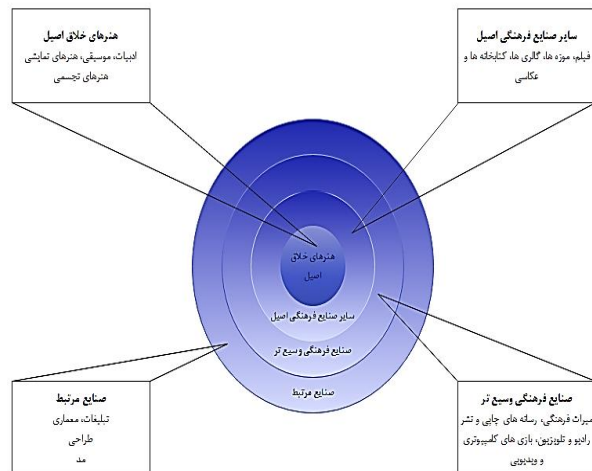 سایر صنایع فرهنگی اصیل
فیلم، موزه ها، گالری ها، کتابخانه ها و
عکاسی
هنرهای خلاق اصیل
ادبیات، موسیقی، هنرهای نمایشی
هنرهای تجسمی
هنرهای خلاق
اصیل
سایر صنایع فرهنگی اصیل
صنایع فرهنگی وسیع تر
صنایع مرتبط
صنایع فرهنگی وسیع تر
میراث فرهنگی، رسانه های چاپی و نشر
رادیو و تلویزیون، بازی های کامپیوتری
و ویدیویی
صنایع مرتبط
تبلیغات، معماری
طراحی
مد